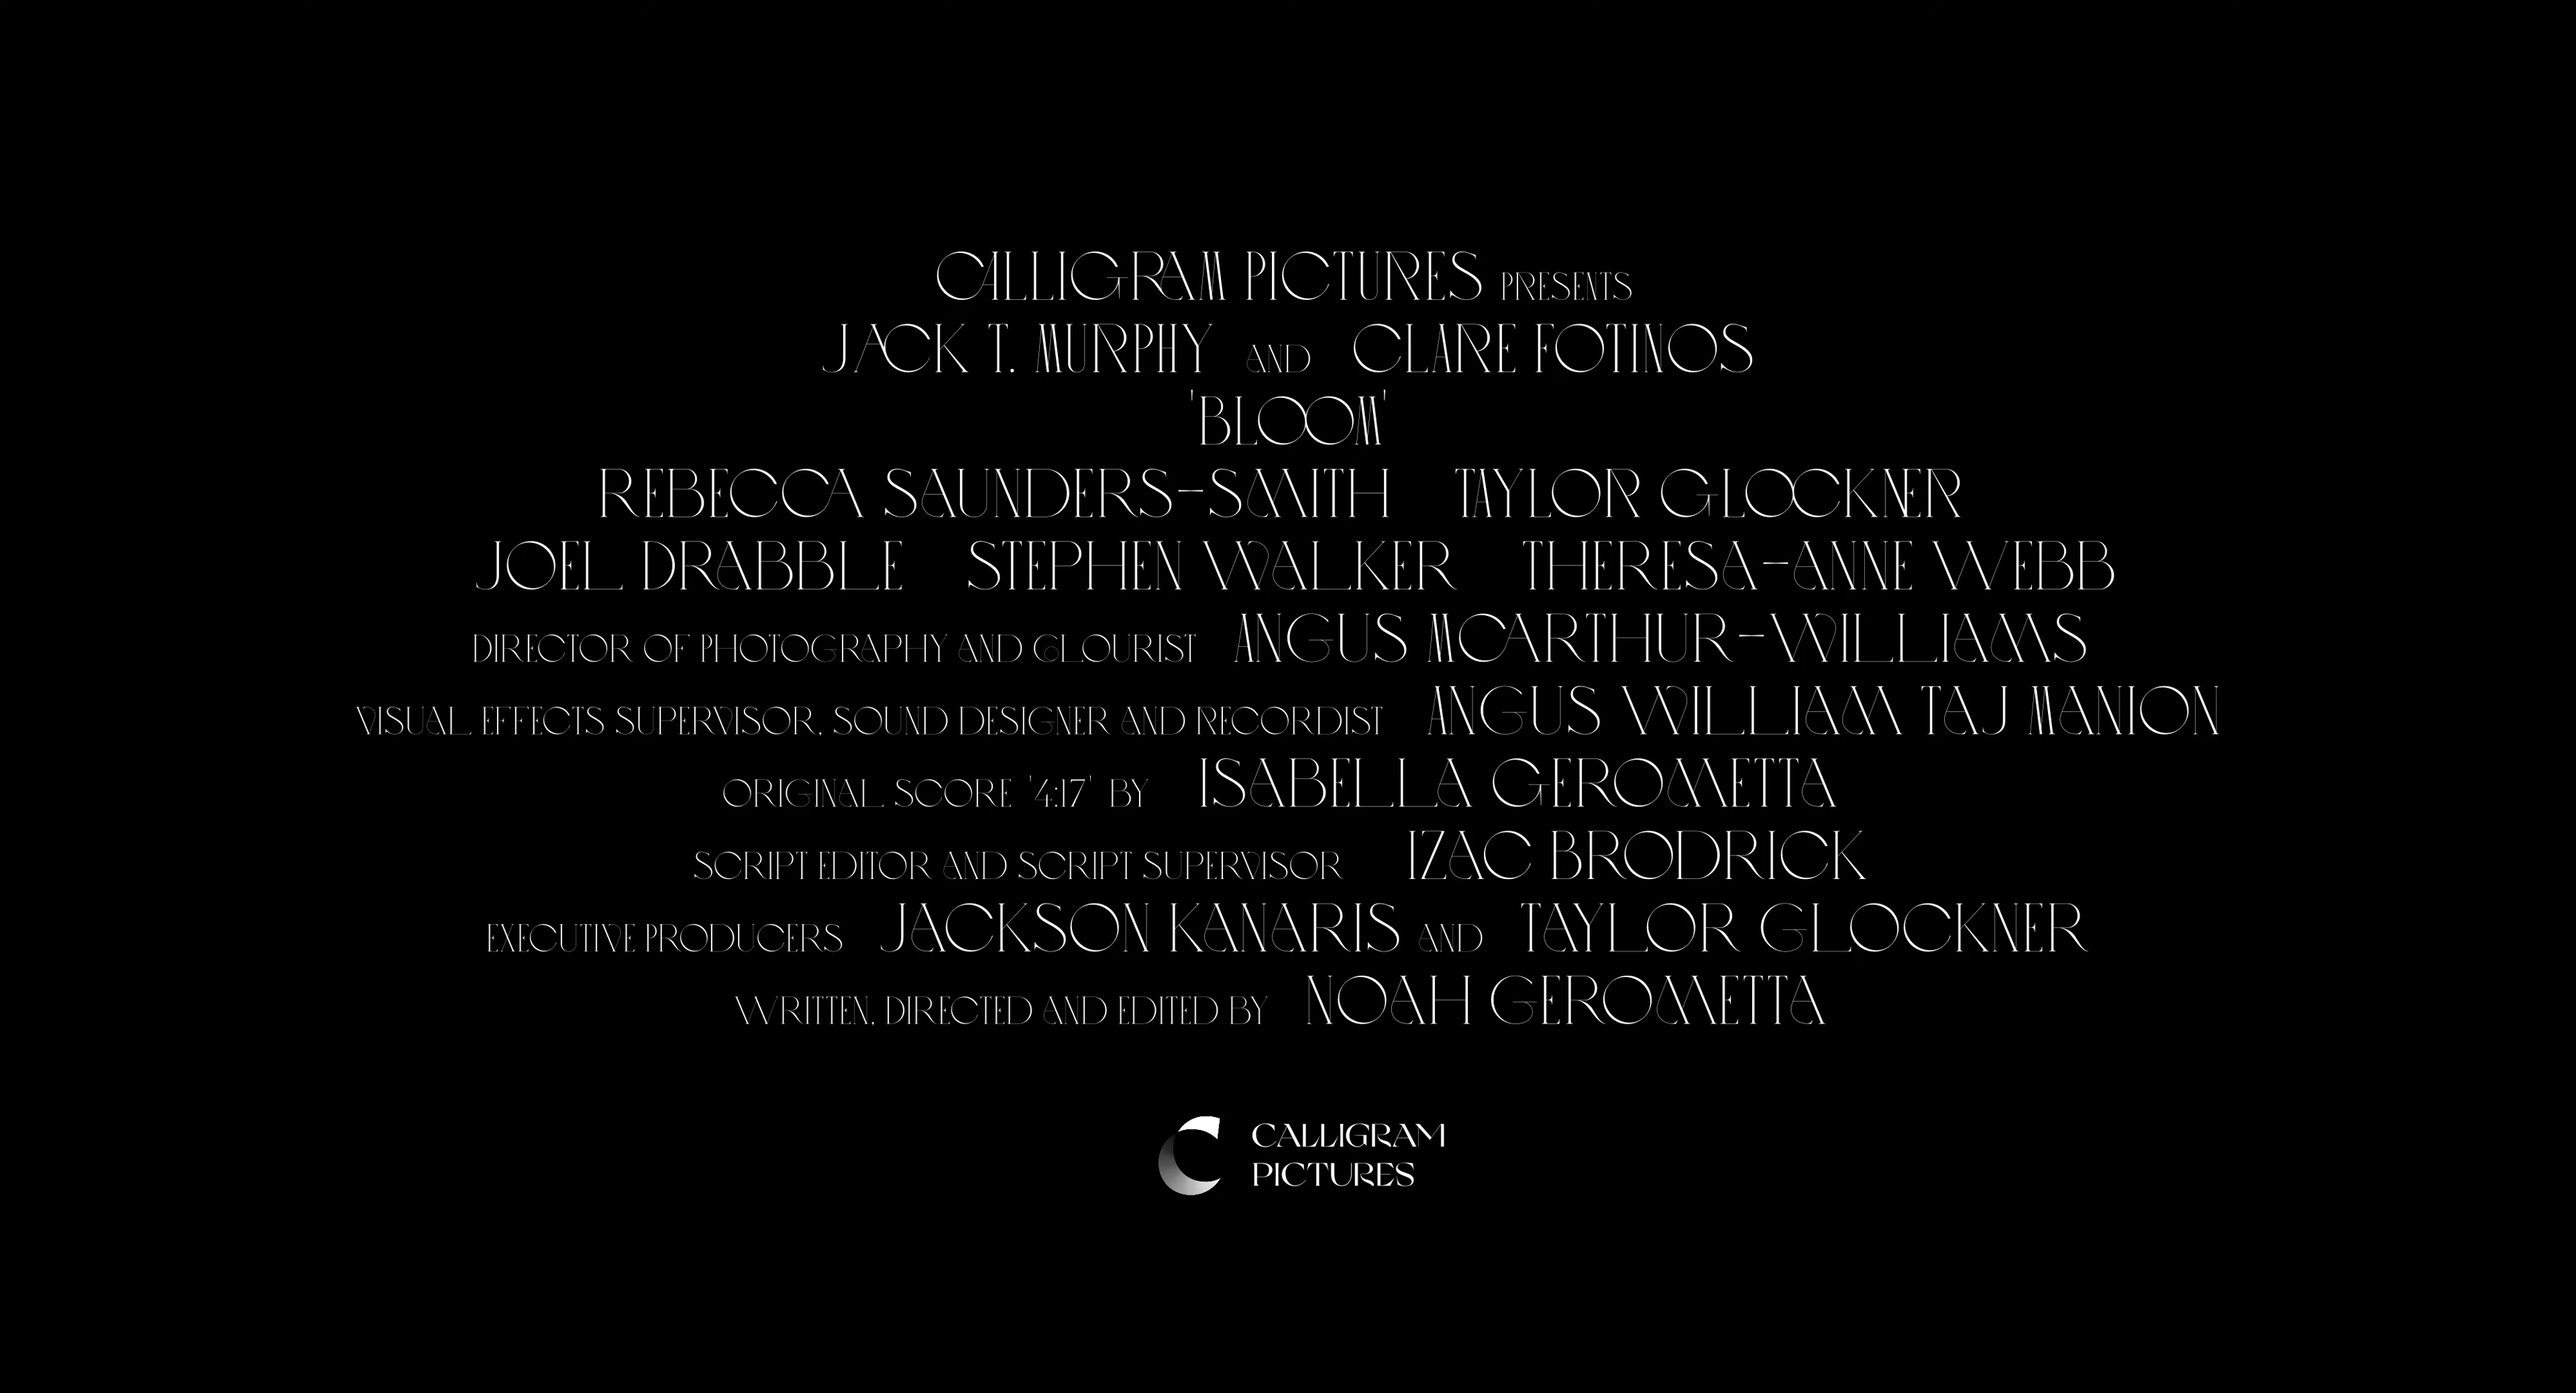 CALLIGRAM PICTURES PRESENTS
JACK T. MURPHY AND CLARE FOTINOS
'BLOOM'
REBECCA SAUNDERS-SMITH TAYLOR GLOCKNER
JOEL DRABBLE STEPHEN WALKER THERESA-ANNE WEBB
DIRECTOR OF PHOTOGRAPHY AND COLOURIST ANGUS MCARTHUR-WILLIAMS
VISUAL EFFECTS SUPERVISOR, SOUND DESIGNER AND RECORDIST ANGUS WILLIAM TAJ MANION
ORIGINAL SCORE '4:17' BY ISABELLA GEROMETTA
SCRIPT EDITOR AND SCRIPT SUPERVISOR IZAC BRODRICK
EXECUTIVE PRODUCERS JACKSON KANARIS AND TAYLOR GLOCKNER
WRITTEN, DIRECTED AND EDITED BY NOAH GEROMETTA
CALLIGRAM
PICTURES